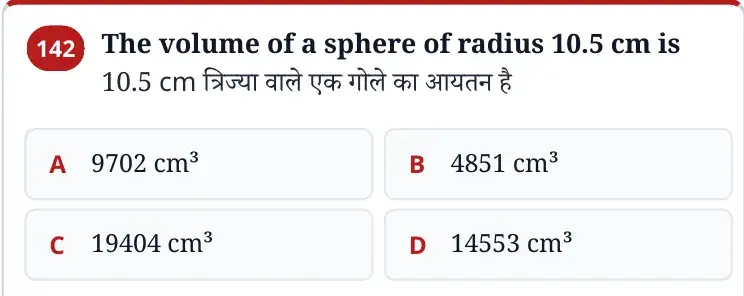 142 The volume of a sphere of radius 10.5 cm is
10.5 cm त्रिज्या वाले एक गोले का आयतन है
A 9702 cm³
B 4851 cm³
C 19404 cm³
D 14553 cm³